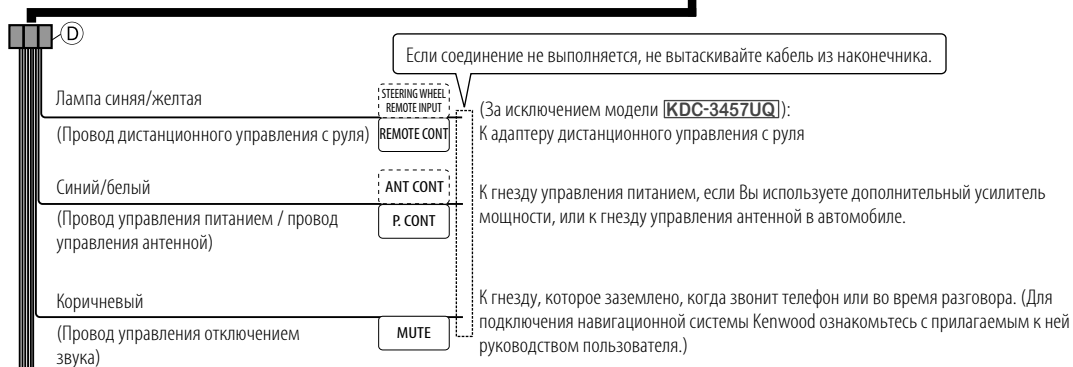 D
Если соединение не выполняется, не вытаскивайте кабель из наконечника.
Лампа синяя/желтая
STEERING WHEEL
REMOTE INPUT
(Провод дистанционного управления с руля)
REMOTE CONT
(За исключением модели KDC-3457UQ):
К адаптеру дистанционного управления с руля
Синий/белый
ANT CONT
(Провод управления питанием / провод
управления антенной)
P. CONT
К гнезду управления питанием, если Вы используете дополнительный усилитель
мощности, или к гнезду управления антенной в автомобиле.
Коричневый
(Провод управления отключением
звука)
MUTE
К гнезду, которое заземлено, когда звонит телефон или во время разговора. (Для
подключения навигационной системы Kenwood ознакомьтесь с прилагаемым к ней
руководством пользователя.)